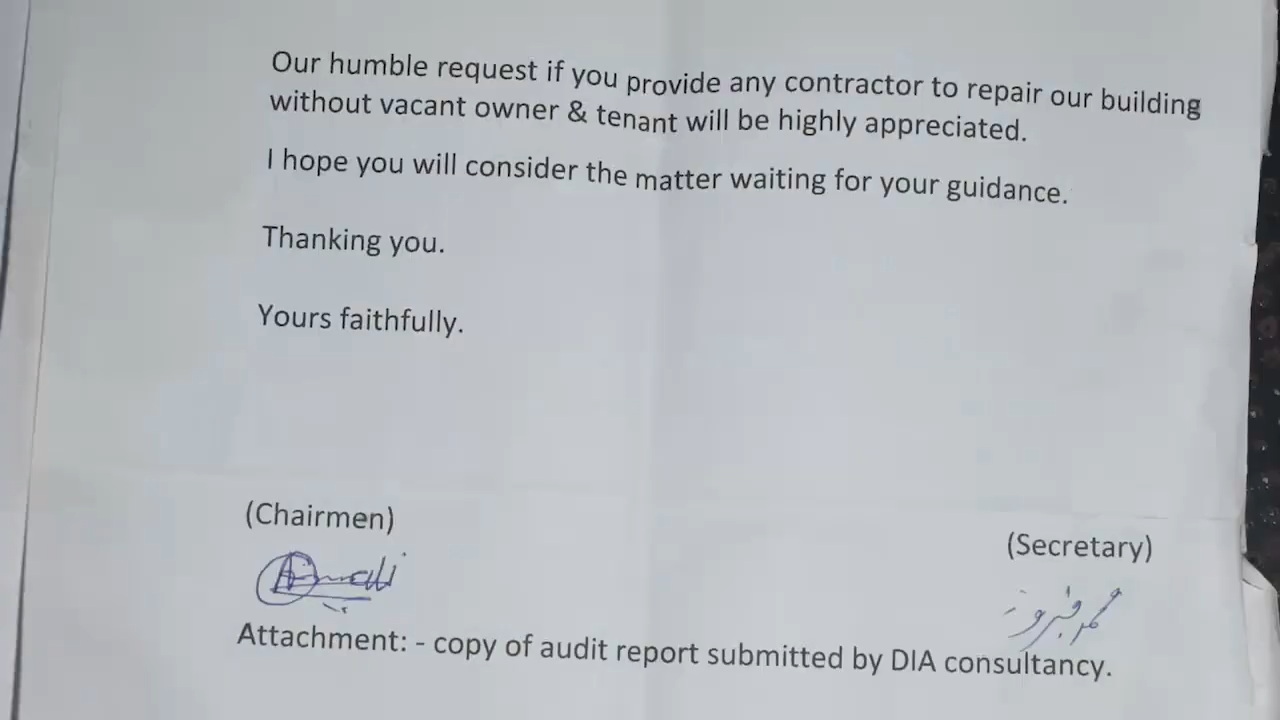 Our humble request if you provide any contractor to repair our building
without vacant owner & tenant will be highly appreciated.
I hope you will consider the matter waiting for your guidance.
Thanking you.
Yours faithfully.
(Chairmen)
(Secretary)
Attachment: - copy of audit report submitted by DIA consultancy.